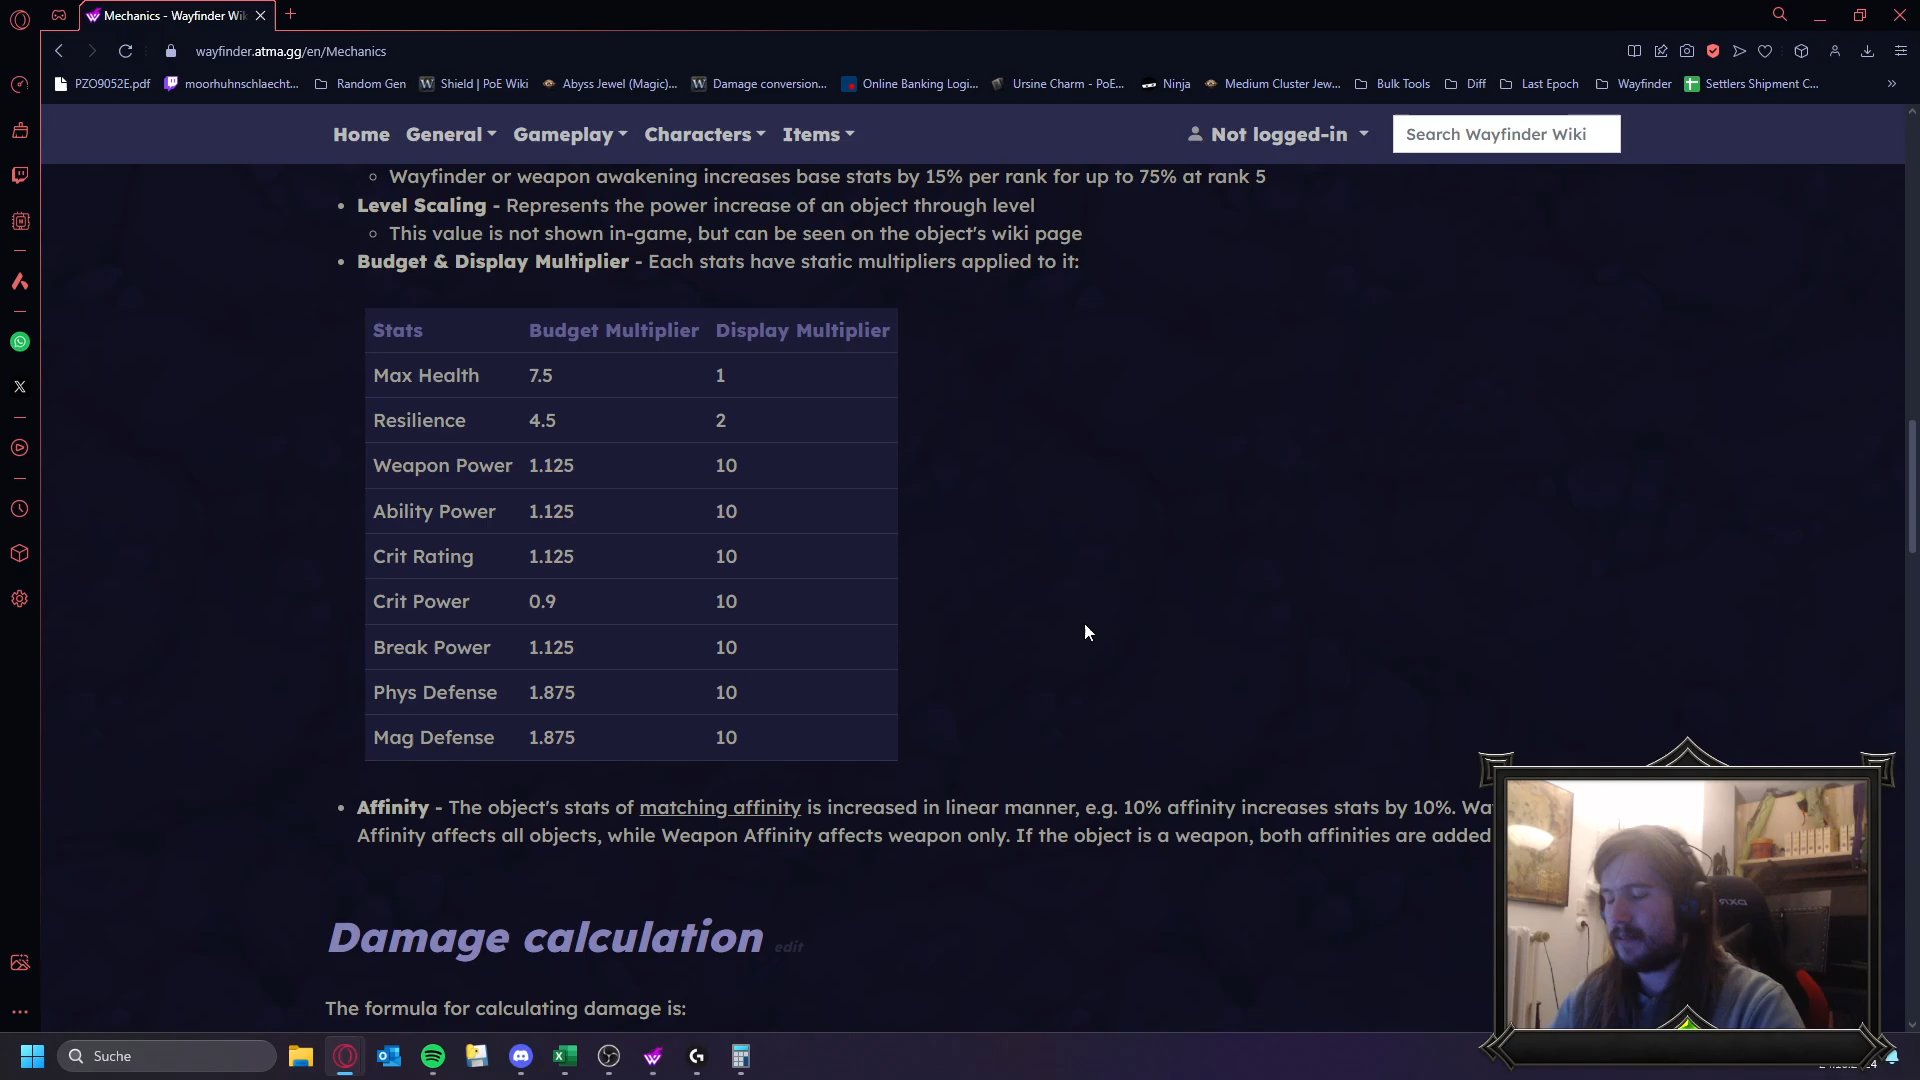 Mechanics - Wayfinder Wi
wayfinder.atma.gg/en/Mechanics
PZO9052E.pdf
moorhuhnschlaecht...
Random Gen
Shield | PoE Wiki
Abyss Jewel (Magic)...
Damage conversion...
Online Banking Logi...
Ursine Charm - PoE...
Ninja
Medium Cluster Jew...
Bulk Tools
Diff
Last Epoch
Wayfinder
Settlers Shipment C...
»
Home General Gameplay Characters Items
Not logged-in
Search Wayfinder Wiki
Wayfinder or weapon awakening increases base stats by 15% per rank for up to 75% at rank 5
Level Scaling - Represents the power increase of an object through level
This value is not shown in-game, but can be seen on the object's wiki page
Budget & Display Multiplier - Each stats have static multipliers applied to it:
Stats Budget Multiplier Display Multiplier
Max Health 7.5 1
Resilience 4.5 2
Weapon Power 1.125 10
Ability Power 1.125 10
Crit Rating 1.125 10
Crit Power 0.9 10
Break Power 1.125 10
Phys Defense 1.875 10
Mag Defense 1.875 10
Affinity - The object's stats of matching affinity is increased in linear manner, e.g. 10% affinity increases stats by 10%. Wa
Affinity affects all objects, while Weapon Affinity affects weapon only. If the object is a weapon, both affinities are added
Damage calculation edit
The formula for calculating damage is:
Suche